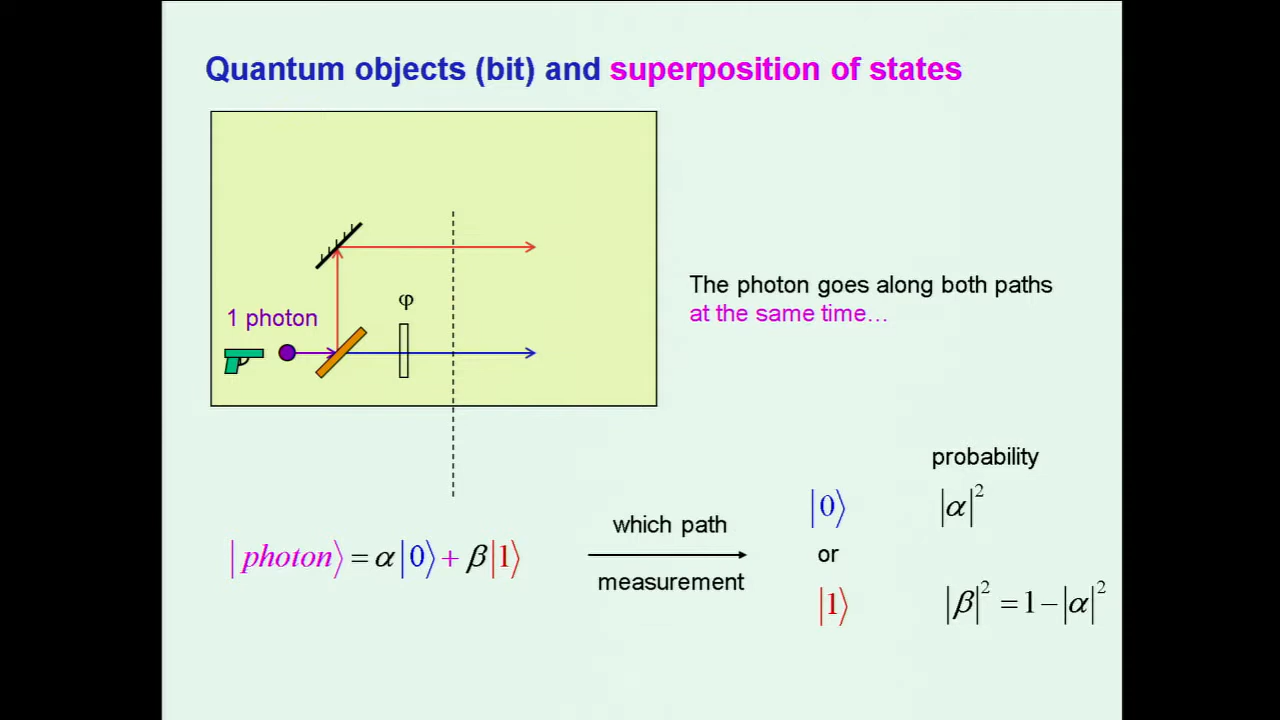 Quantum objects (bit) and superposition of states
φ
1 photon
The photon goes along both paths
at the same time…
probability
|0⟩ |α|²
which path
|photon⟩ = α|0⟩ + β|1⟩
or
measurement
|1⟩ |β|² = 1 − |α|²